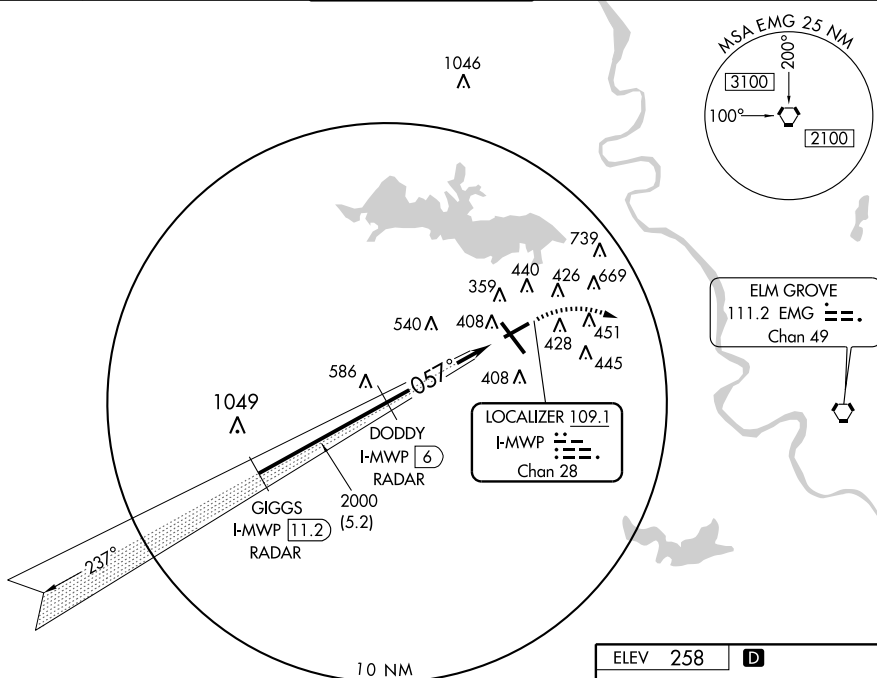 MSA EMG 25 NM
200°
3100
100°
2100
1046
739
440
426
669
359
408
540
451
428
445
586
408
057°
1049
ELM GROVE
111.2 EMG
Chan 49
LOCALIZER 109.1
I-MWP
Chan 28
DODDY
I-MWP 6
RADAR
2000
(5.2)
GIGGS
I-MWP 11.2
RADAR
237°
10 NM
ELEV 258 D